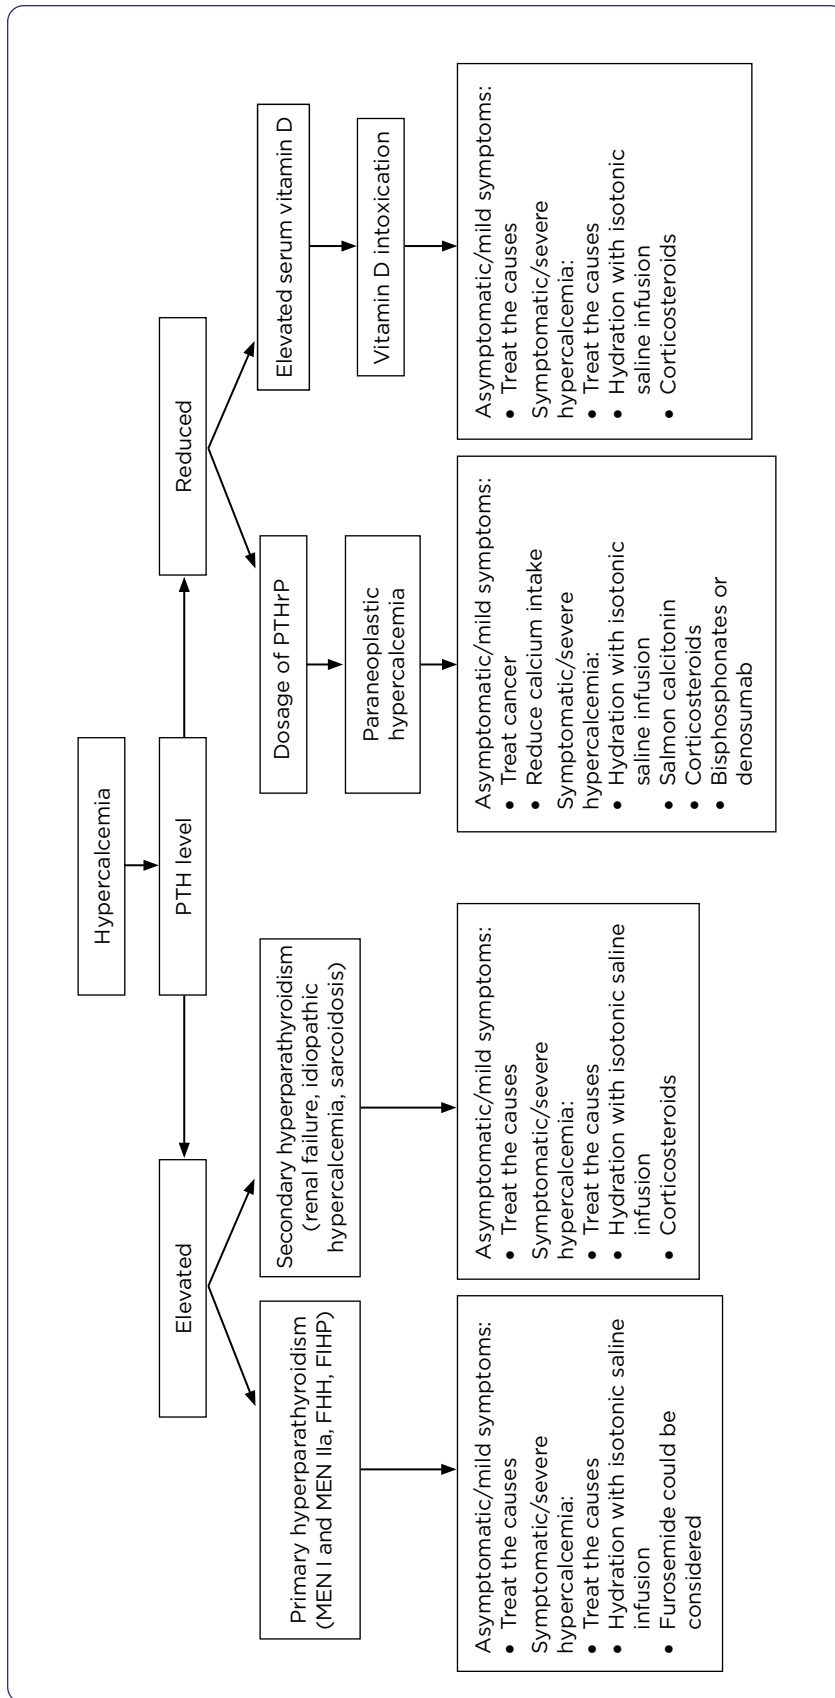 Hypercalcemia
PTH level
Elevated
Reduced
Primary hyperparathyroidism
(MEN I and MEN IIa, FHH, FIHP)
Secondary hyperparathyroidism
(renal failure, idiopathic
hypercalcemia, sarcoidosis)
Dosage of PTHrP
Elevated serum vitamin D
Paraneoplastic
hypercalcemia
Vitamin D intoxication
Asymptomatic/mild symptoms:
• Treat the causes
Symptomatic/severe
hypercalcemia:
• Treat the causes
• Hydration with isotonic saline
infusion
• Furosemide could be
considered
Asymptomatic/mild symptoms:
• Treat the causes
Symptomatic/severe
hypercalcemia:
• Treat the causes
• Hydration with isotonic saline
infusion
• Corticosteroids
Asymptomatic/mild symptoms:
• Treat cancer
• Reduce calcium intake
Symptomatic/severe
hypercalcemia:
• Hydration with isotonic
saline infusion
• Salmon calcitonin
• Corticosteroids
• Bisphosphonates or
denosumab
Asymptomatic/mild symptoms:
• Treat the causes
Symptomatic/severe
hypercalcemia:
• Treat the causes
• Hydration with isotonic
saline infusion
• Corticosteroids